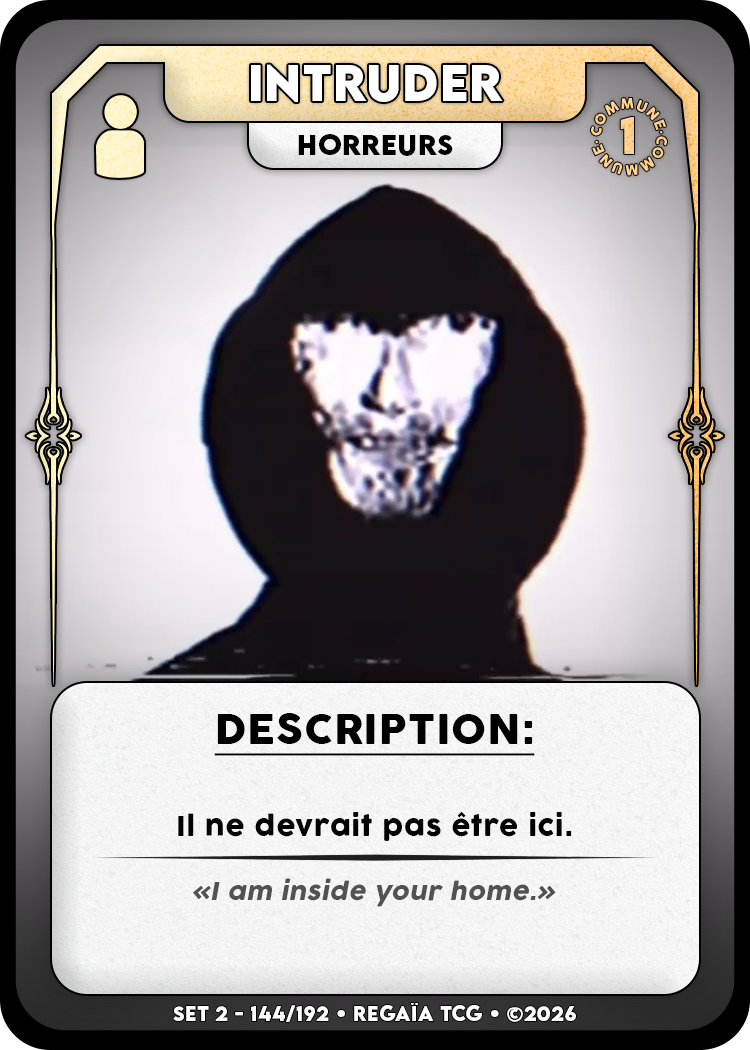 INTRUDER
HORREURS
COMMUNE·COMMUNE·
1
DESCRIPTION:
Il ne devrait pas être ici.
«I am inside your home.»
SET 2 - 144/192 • REGAÏA TCG • ©2026